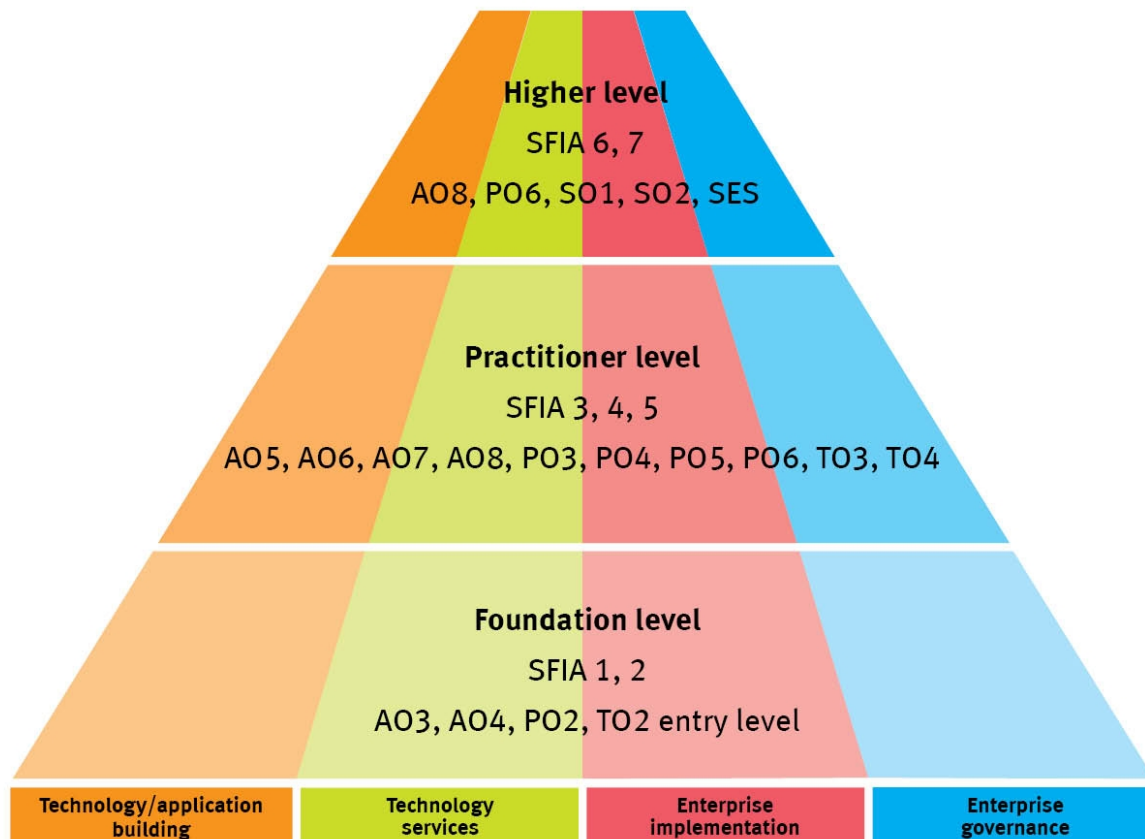 Higher level
SFIA 6, 7
AO8, PO6, SO1, SO2, SES
Practitioner level
SFIA 3, 4, 5
AO5, AO6, AO7, AO8, PO3, PO4, PO5, PO6, TO3, TO4
Foundation level
SFIA 1, 2
AO3, AO4, PO2, TO2 entry level
Technology/application
building
Technology
services
Enterprise
implementation
Enterprise
governance